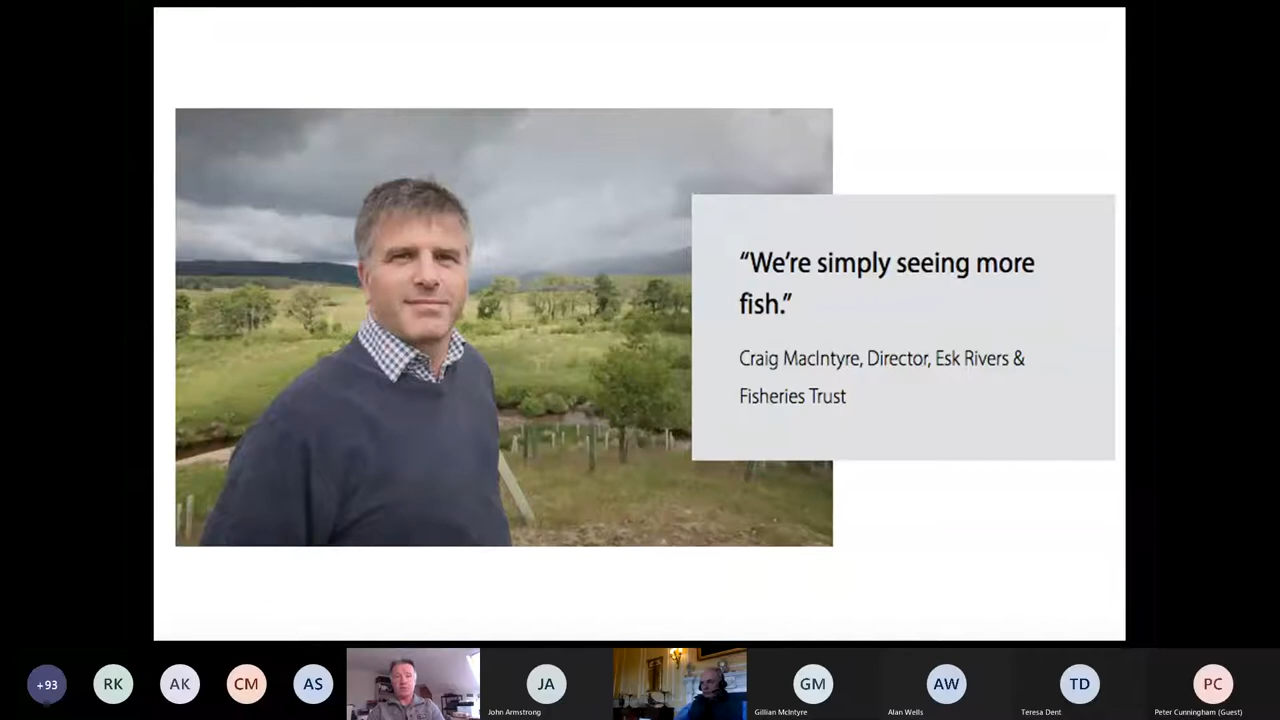 “We’re simply seeing more
fish.”
Craig MacIntyre, Director, Esk Rivers &
Fisheries Trust
+93
RK
AK
CM
AS
JA
John Armstrong
GM
Gillian McIntyre
AW
Alan Wells
TD
Teresa Dent
PC
Peter Cunningham (Guest)